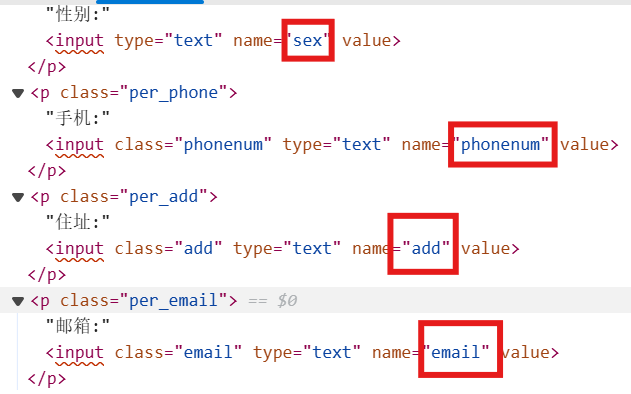 "性别:"
<input type="text" name="sex" value>
</p>
<p class="per_phone">
"手机:"
<input class="phonenum" type="text" name="phonenum" value>
</p>
<p class="per_add">
"住址:"
<input class="add" type="text" name="add" value>
</p>
<p class="per_email"> == $0
"邮箱:"
<input class="email" type="text" name="email" value>
</p>